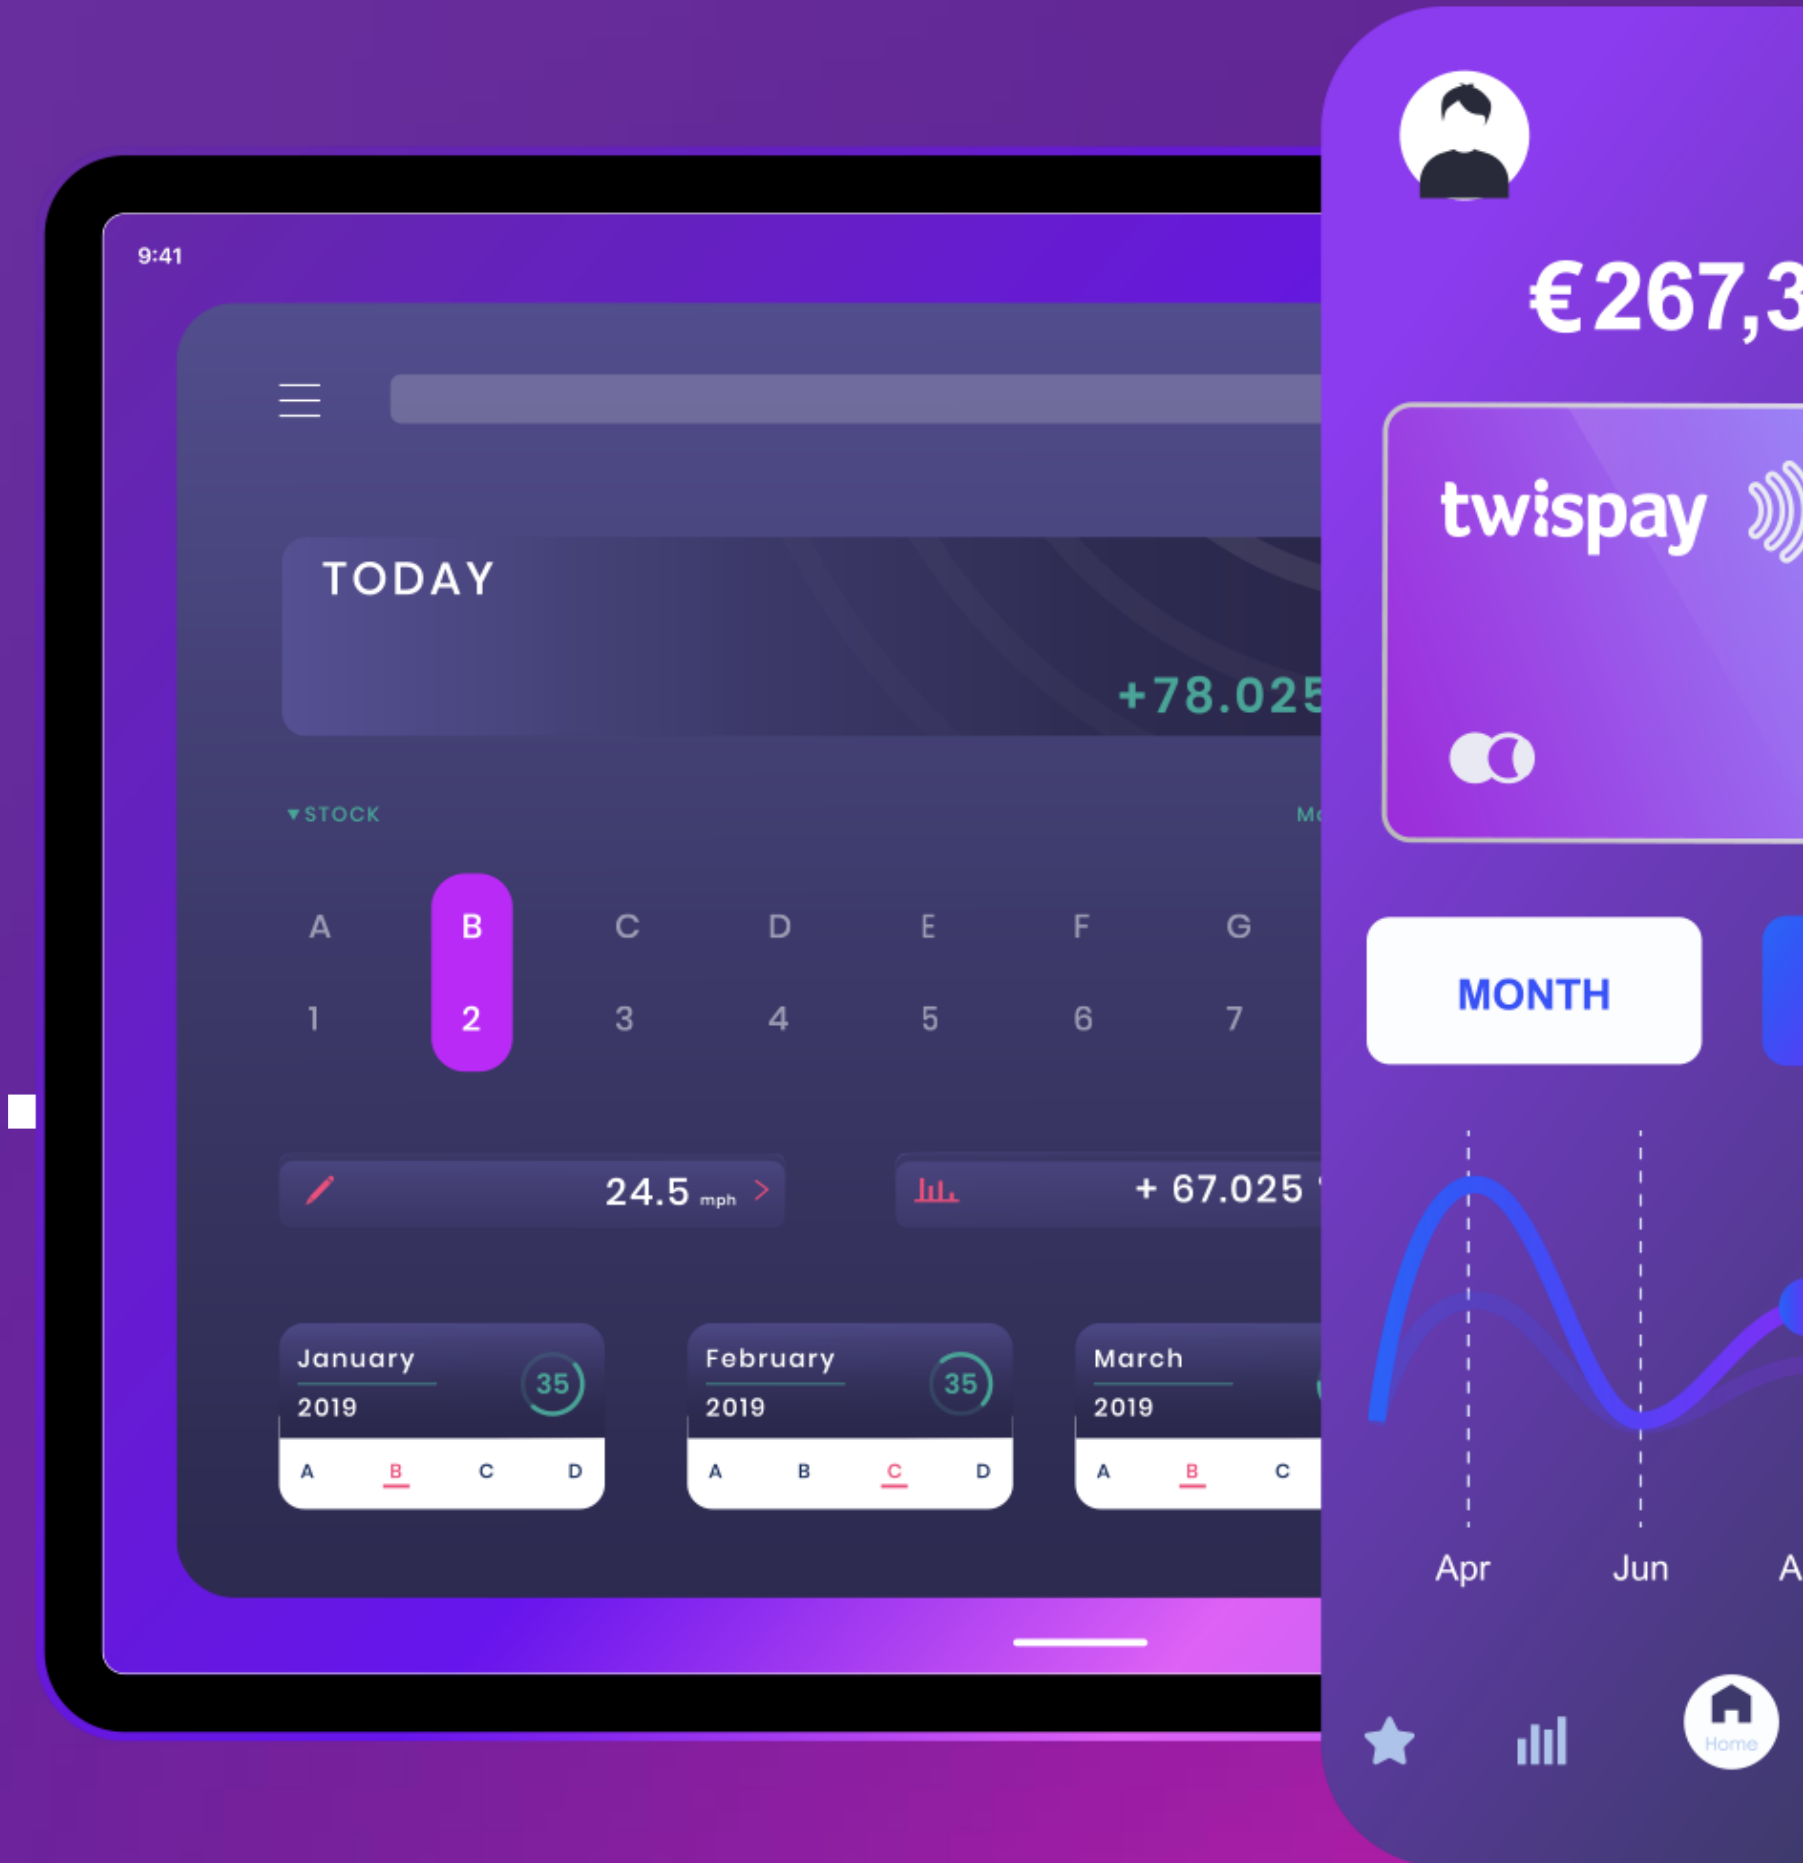 9:41
TODAY
+78.025
STOCK
A B C D E F G
1 2 3 4 5 6 7
24.5 mph
+ 67.025
January
2019
35
A B C D
February
2019
35
A B C D
March
2019
A B C
€267,3
twispay
MONTH
Apr Jun
Home